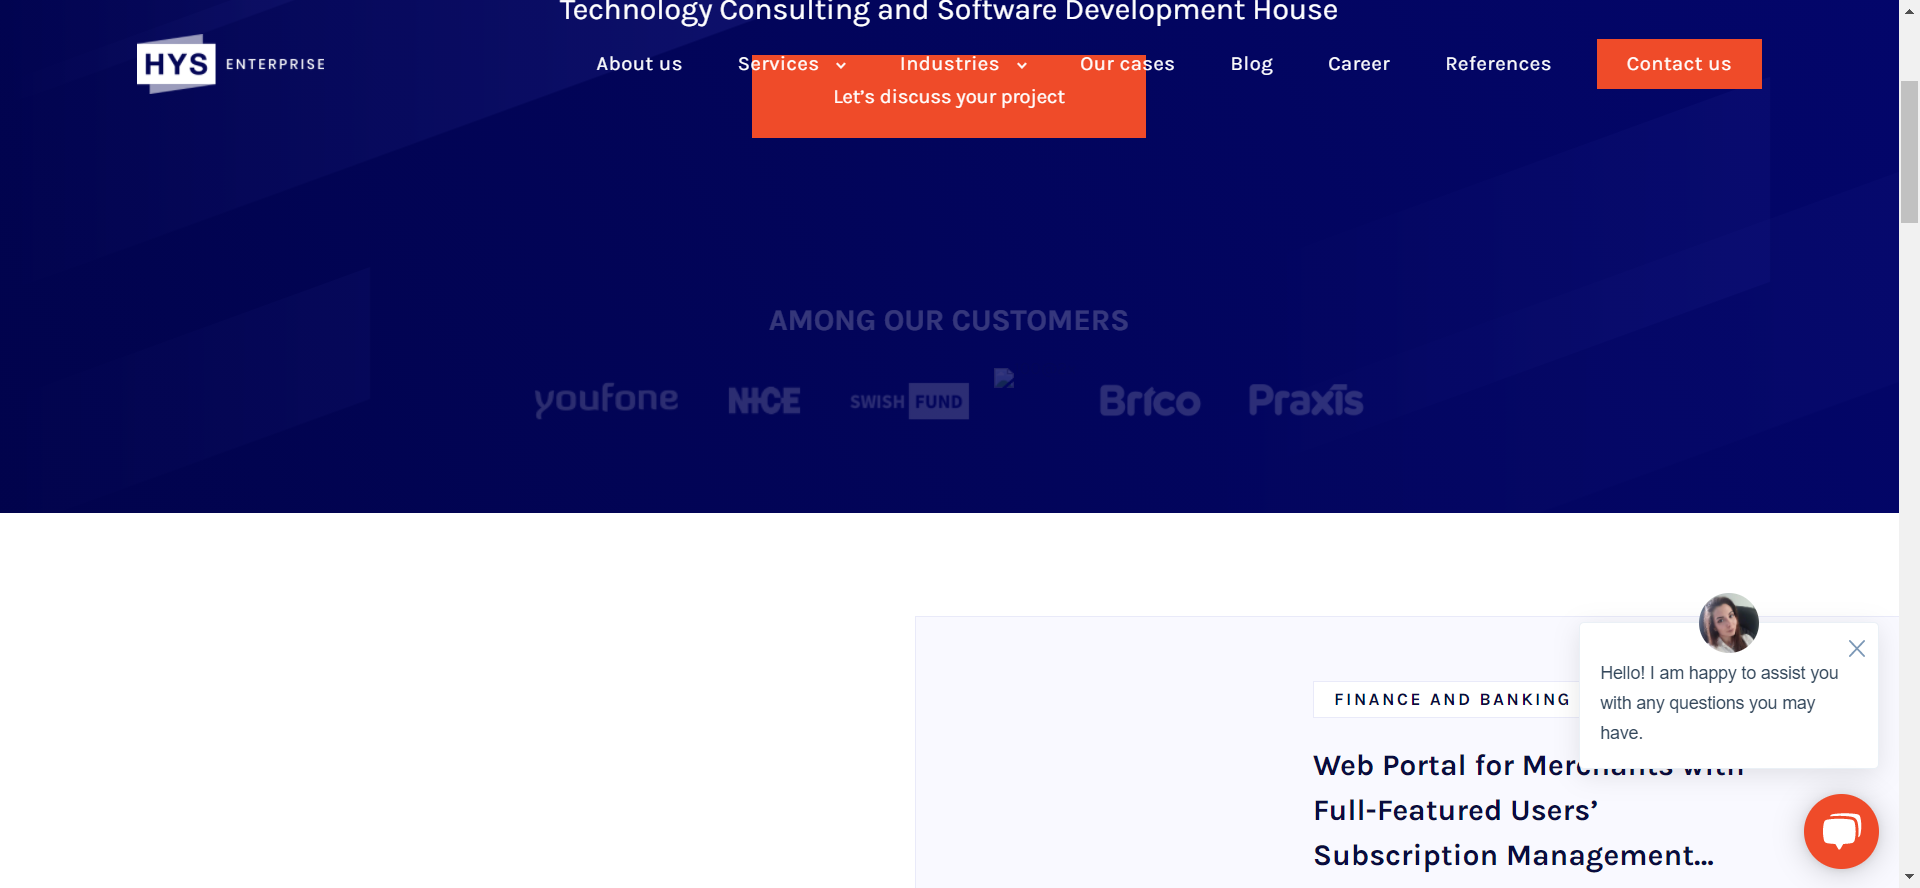 Technology Consulting and Software Development House
HYS ENTERPRISE
About us Services Industries Our cases Blog Career References Contact us
Let's discuss your project
AMONG OUR CUSTOMERS
youfone NICE SWISH FUND Brico Praxis
FINANCE AND BANKING
Hello! I am happy to assist you
with any questions you may
have.
Web Portal for Merchants with
Full-Featured Users’
Subscription Management...